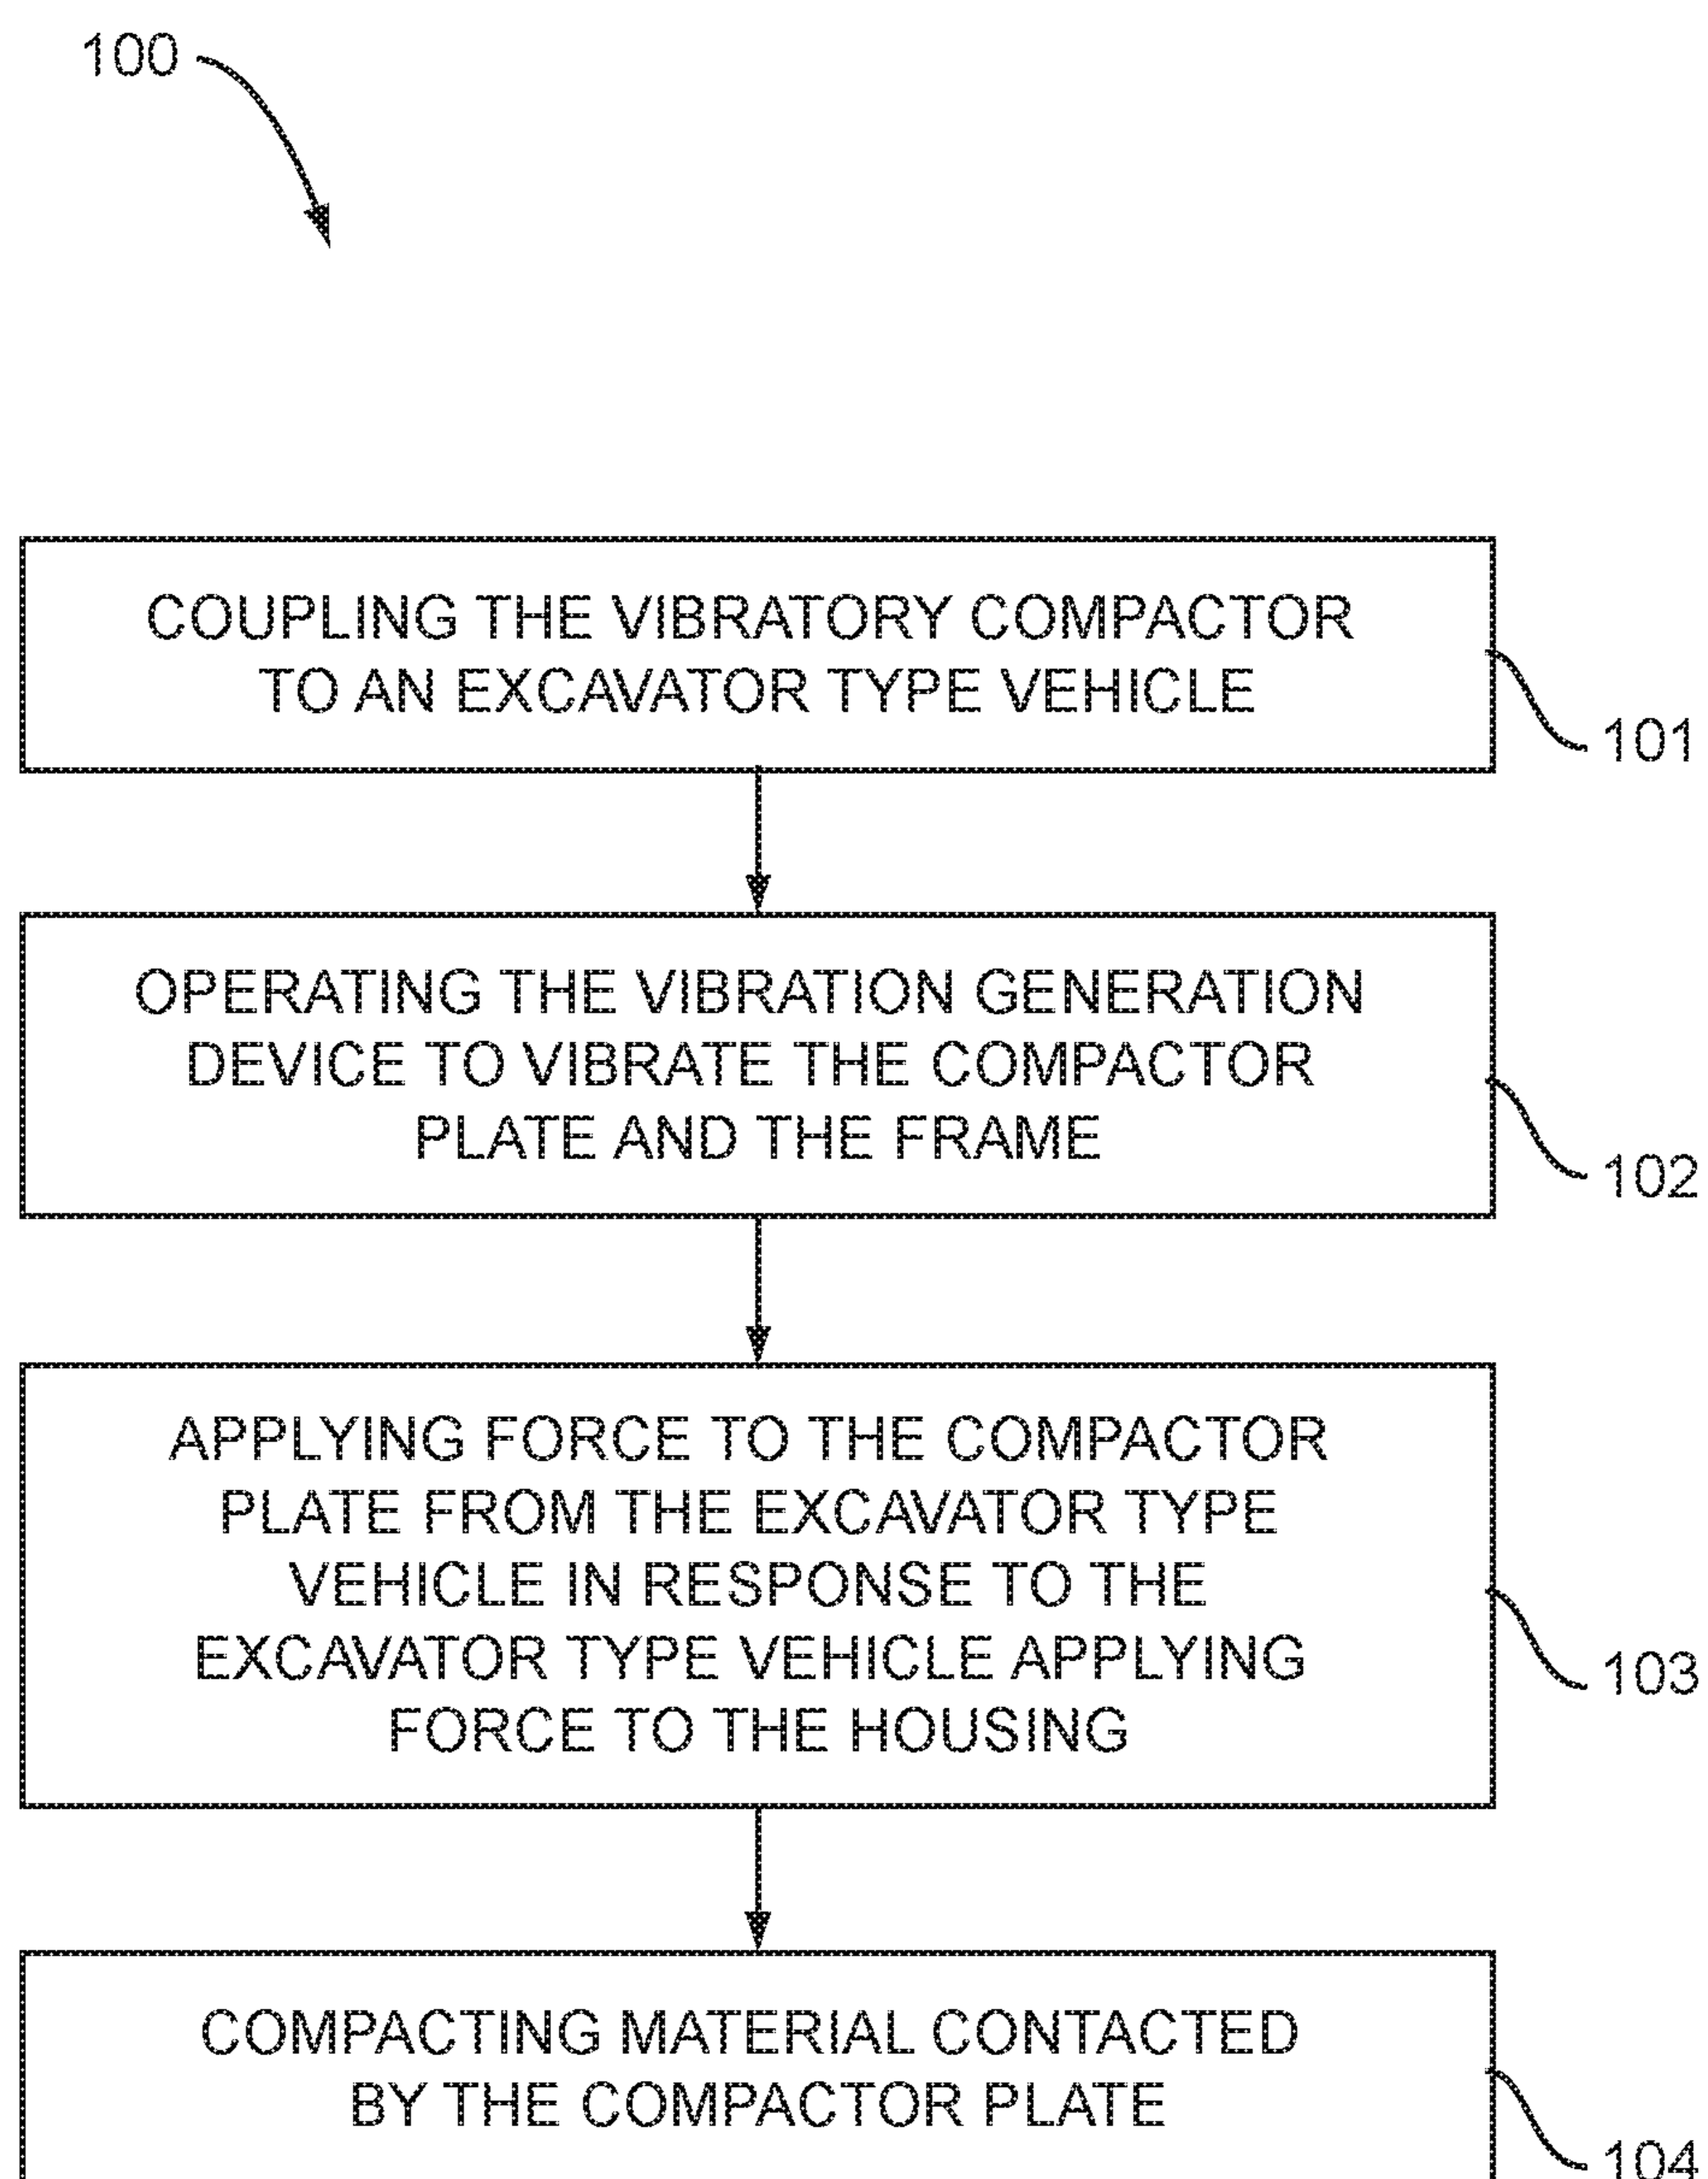 100
COUPLING THE VIBRATORY COMPACTOR
TO AN EXCAVATOR TYPE VEHICLE
101
OPERATING THE VIBRATION GENERATION
DEVICE TO VIBRATE THE COMPACTOR
PLATE AND THE FRAME
102
APPLYING FORCE TO THE COMPACTOR
PLATE FROM THE EXCAVATOR TYPE
VEHICLE IN RESPONSE TO THE
EXCAVATOR TYPE VEHICLE APPLYING
FORCE TO THE HOUSING
103
COMPACTING MATERIAL CONTACTED
BY THE COMPACTOR PLATE
104